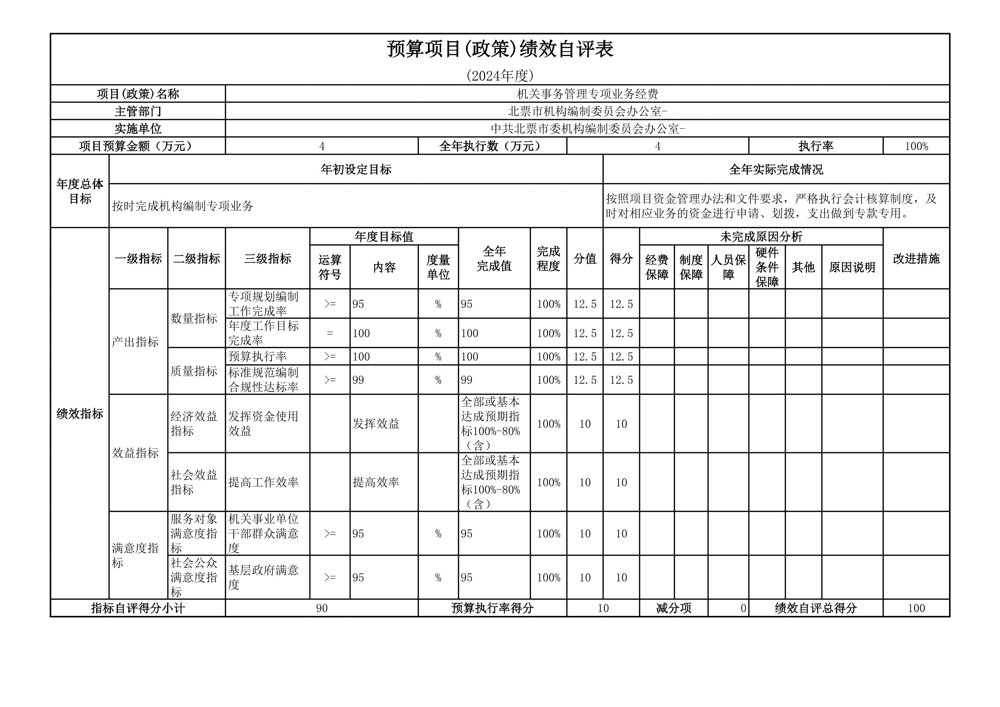 预算项目(政策)绩效自评表
(2024年度)
项目(政策)名称 机关事务管理专项业务经费
主管部门 北票市机构编制委员会办公室-
实施单位 中共北票市委机构编制委员会办公室-
项目预算金额（万元） 4 全年执行数（万元） 4 执行率 100%
年度总体
目标
年初设定目标 全年实际完成情况
按时完成机构编制专项业务
按照项目资金管理办法和文件要求，严格执行会计核算制度，及
时对相应业务的资金进行申请、划拨，支出做到专款专用。
绩效指标
一级指标 二级指标 三级指标
年度目标值
运算
符号
内容
度量
单位
全年
完成值
完成
程度
分值 得分
未完成原因分析
经费
保障
制度
保障
人员保
障
硬件
条件
保障
其他 原因说明
改进措施
产出指标
数量指标
专项规划编制
工作完成率
>= 95 % 95 100% 12.5 12.5
年度工作目标
完成率
= 100 % 100 100% 12.5 12.5
质量指标
预算执行率 >= 100 % 100 100% 12.5 12.5
标准规范编制
合规性达标率
>= 99 % 99 100% 12.5 12.5
效益指标
经济效益
指标
发挥资金使用
效益
发挥效益
全部或基本
达成预期指
标100%-80%
（含）
100% 10 10
社会效益
指标
提高工作效率 提高效率
全部或基本
达成预期指
标100%-80%
（含）
100% 10 10
满意度指
标
服务对象
满意度指
标
机关事业单位
干部群众满意
度
>= 95 % 95 100% 10 10
社会公众
满意度指
标
基层政府满意
度
>= 95 % 95 100% 10 10
指标自评得分小计 90 预算执行率得分 10 减分项 0 绩效自评总得分 100